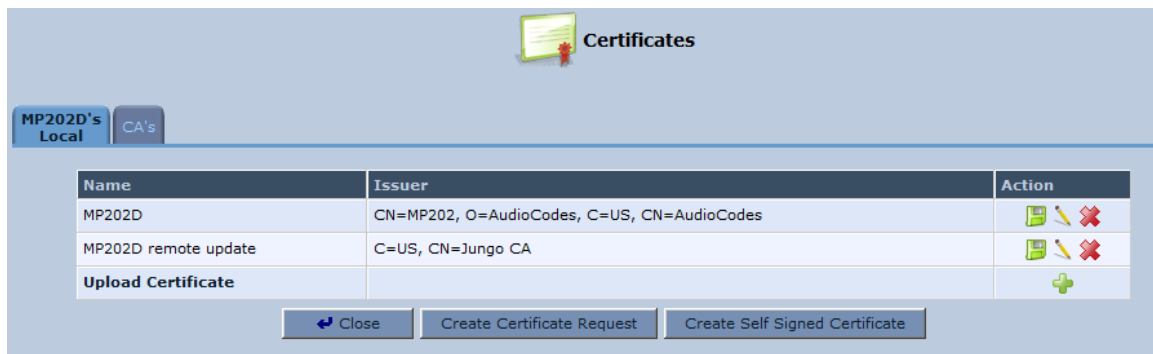 Certificates
MP202D's
Local
CA's
Name Issuer Action
MP202D CN=MP202, O=AudioCodes, C=US, CN=AudioCodes
MP202D remote update C=US, CN=Jungo CA
Upload Certificate
Close Create Certificate Request Create Self Signed Certificate